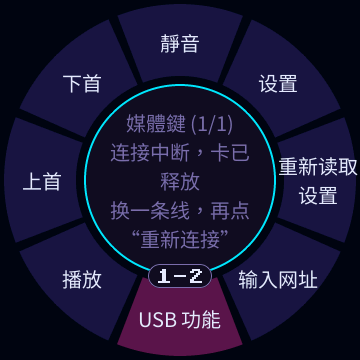 靜音
下首
设置
媒體鍵 (1/1)
连接中断，卡已
释放
换一条线，再点
“重新连接”
上首
重新读取
设置
播放
1-2
输入网址
USB 功能